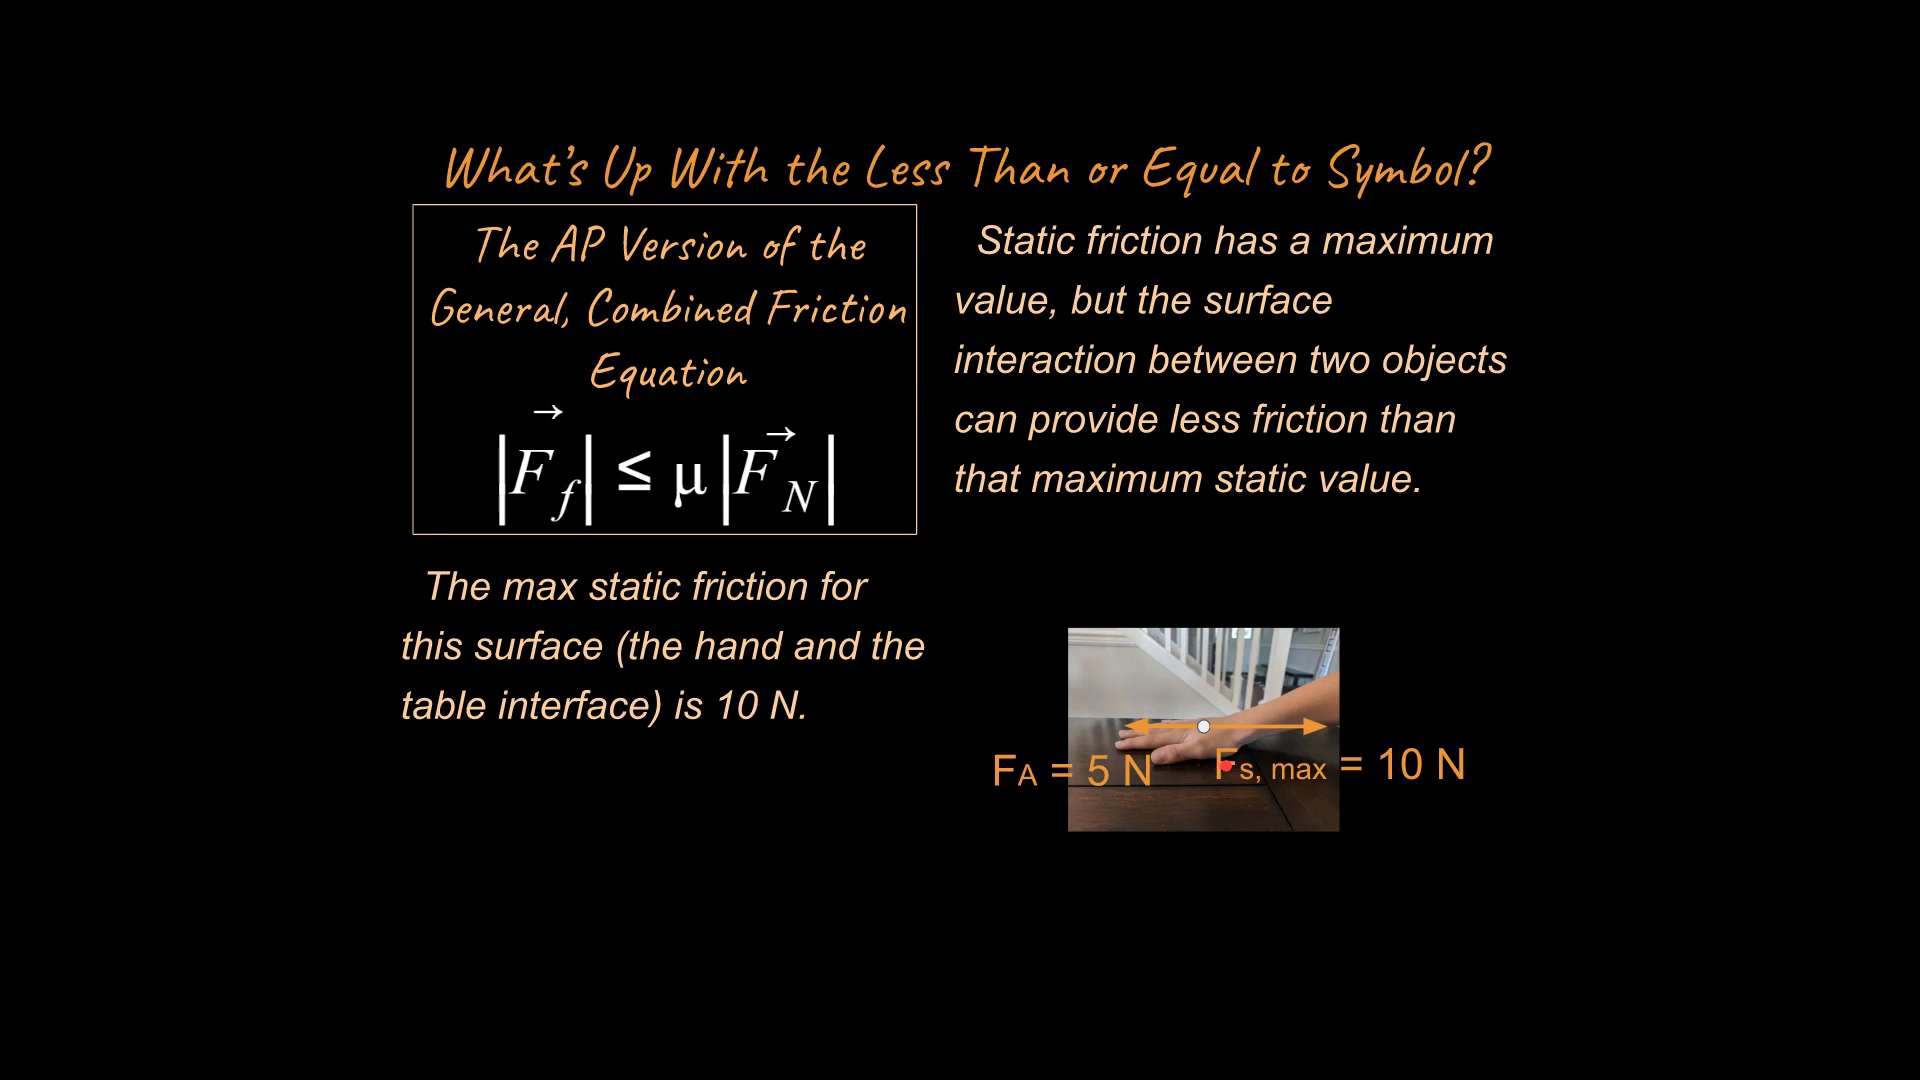 What's Up With the Less Than or Equal to Symbol?
The AP Version of the
General, Combined Friction
Equation
|F⃗_f| ≤ μ |F⃗_N|
Static friction has a maximum
value, but the surface
interaction between two objects
can provide less friction than
that maximum static value.
The max static friction for
this surface (the hand and the
table interface) is 10 N.
FA = 5 N
Fs, max = 10 N